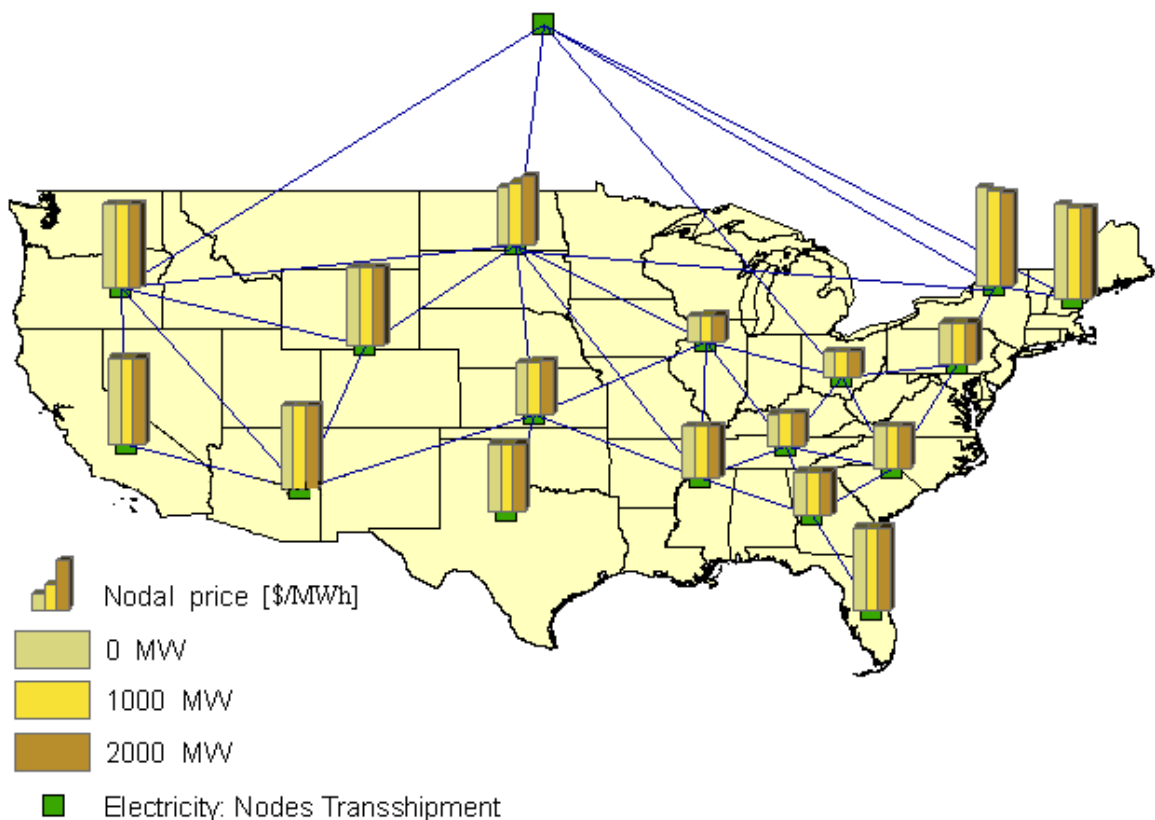 Nodal price [$/MWh]
0 MW
1000 MW
2000 MW
Electricity: Nodes Transshipment